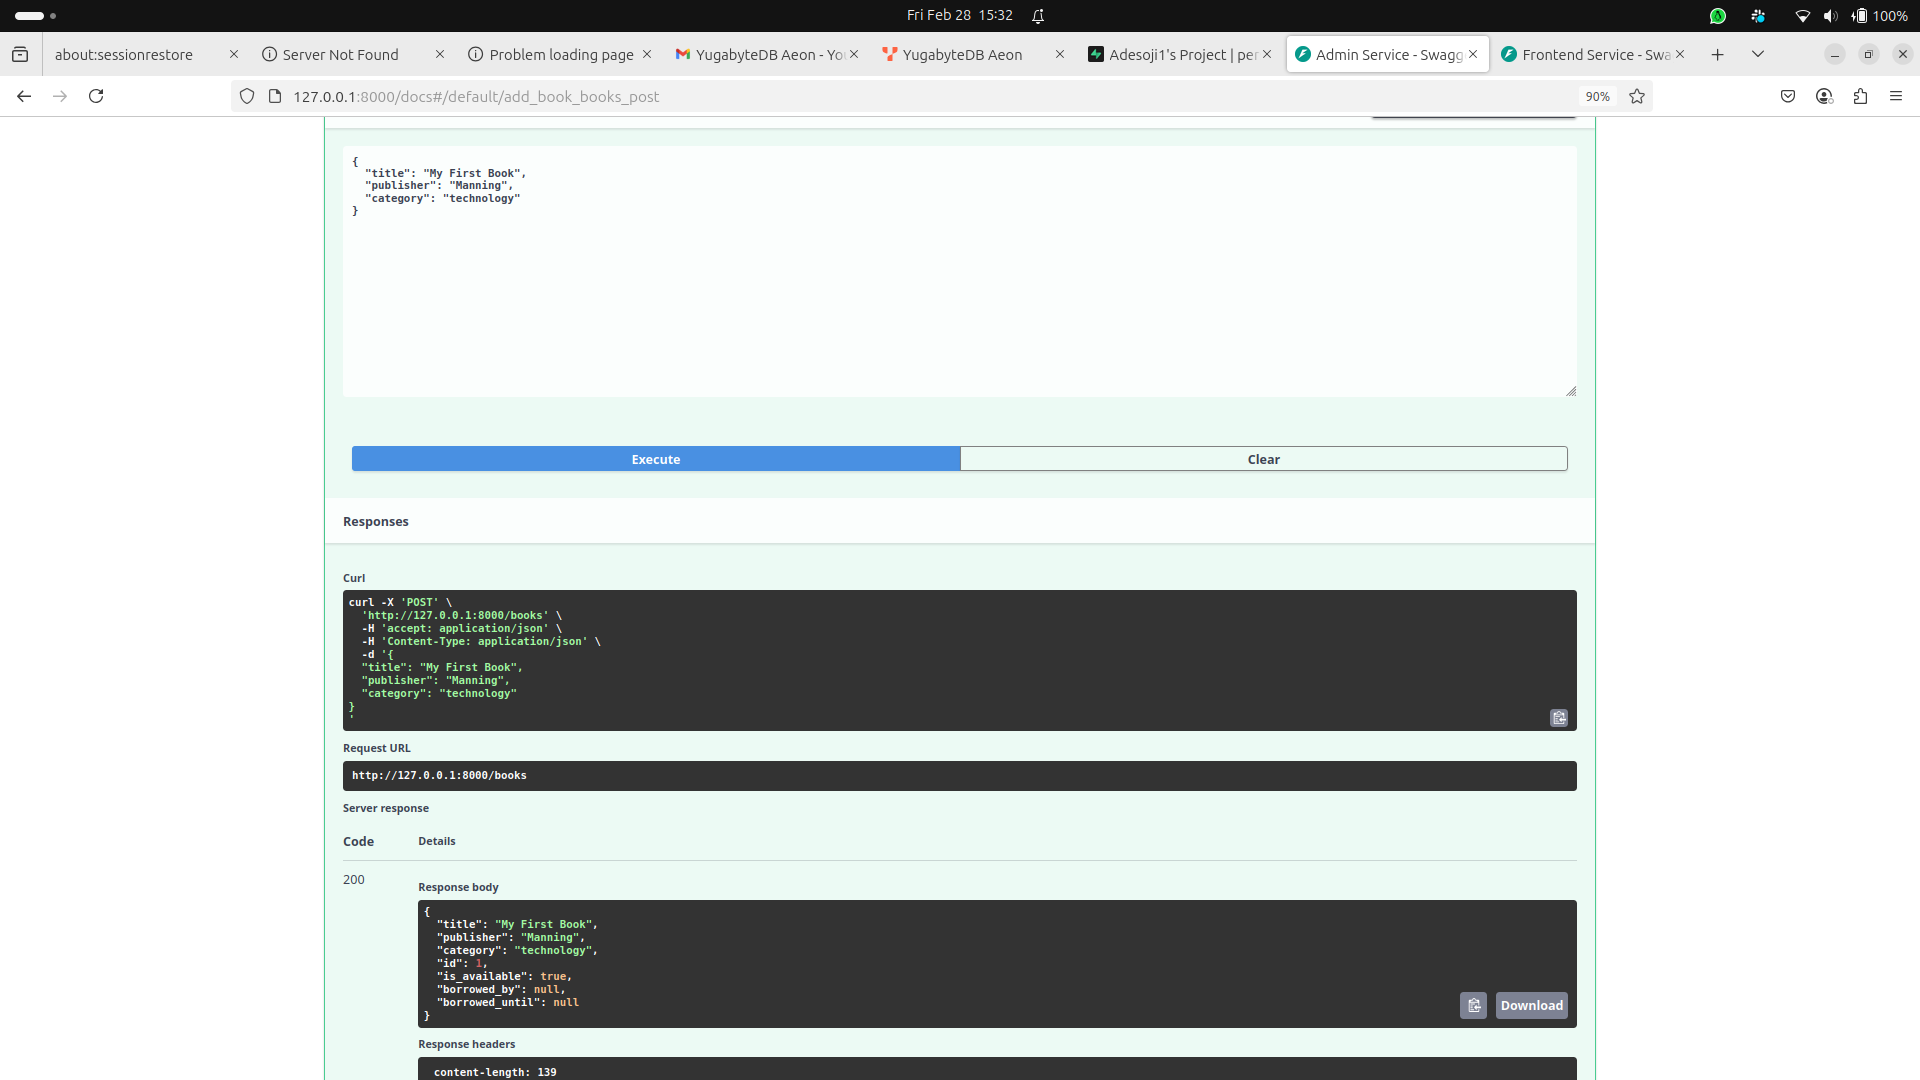 Fri Feb 28 15:32
100%
about:sessionrestore
Server Not Found
Problem loading page
YugabyteDB Aeon - Yo
YugabyteDB Aeon
Adesoji1's Project | per
Admin Service - Swagg
Frontend Service - Swa
127.0.0.1:8000/docs#/default/add_book_books_post
90%
{
"title": "My First Book",
"publisher": "Manning",
"category": "technology"
}
Execute
Clear
Responses
Curl
curl -X 'POST' \
'http://127.0.0.1:8000/books' \
-H 'accept: application/json' \
-H 'Content-Type: application/json' \
-d '{
"title": "My First Book",
"publisher": "Manning",
"category": "technology"
}
'
Request URL
http://127.0.0.1:8000/books
Server response
Code Details
200
Response body
{
"title": "My First Book",
"publisher": "Manning",
"category": "technology",
"id": 1,
"is_available": true,
"borrowed_by": null,
"borrowed_until": null
}
Download
Response headers
content-length: 139